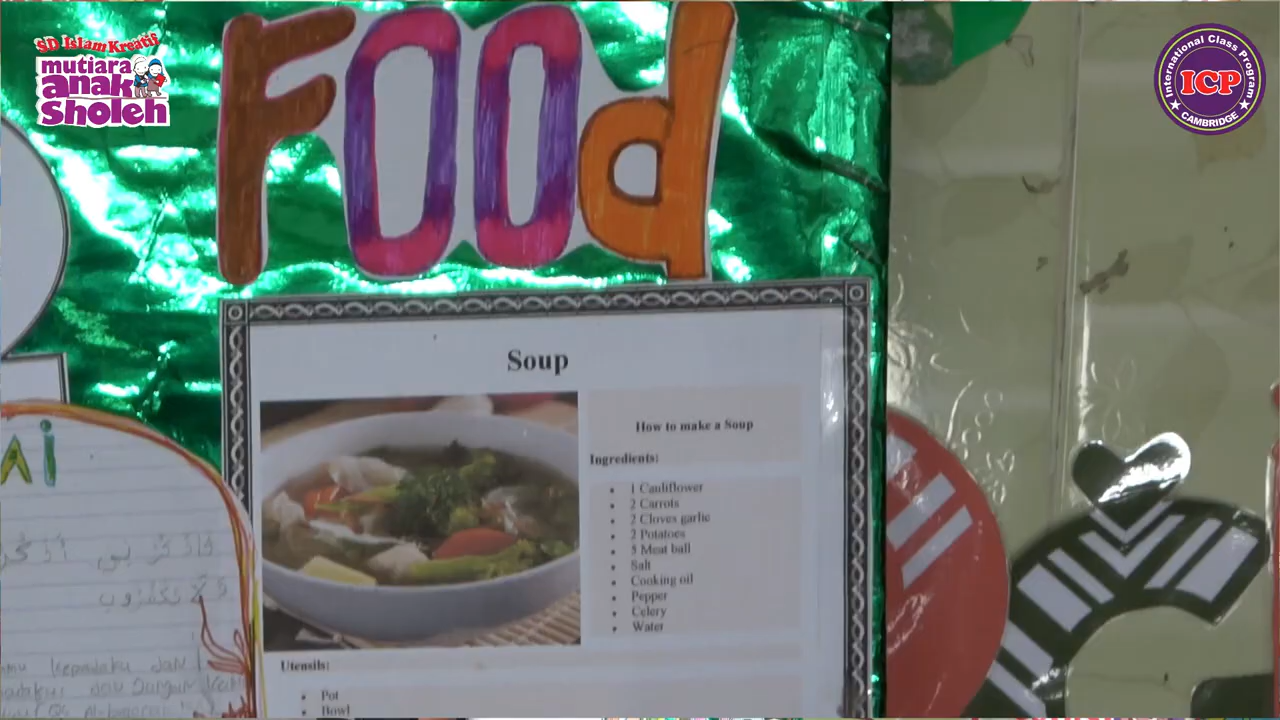 SD Islam Kreatif
mutiara
anak
Sholeh
International Class Program
ICP
CAMBRIDGE
Food
Soup
How to make a Soup
Ingredients:
1 Cauliflower
2 Carrots
2 Cloves garlic
2 Potatoes
5 Meat ball
Salt
Cooking oil
Pepper
Celery
Water
Utensils:
Pot
Bowl
Kepadaku dan